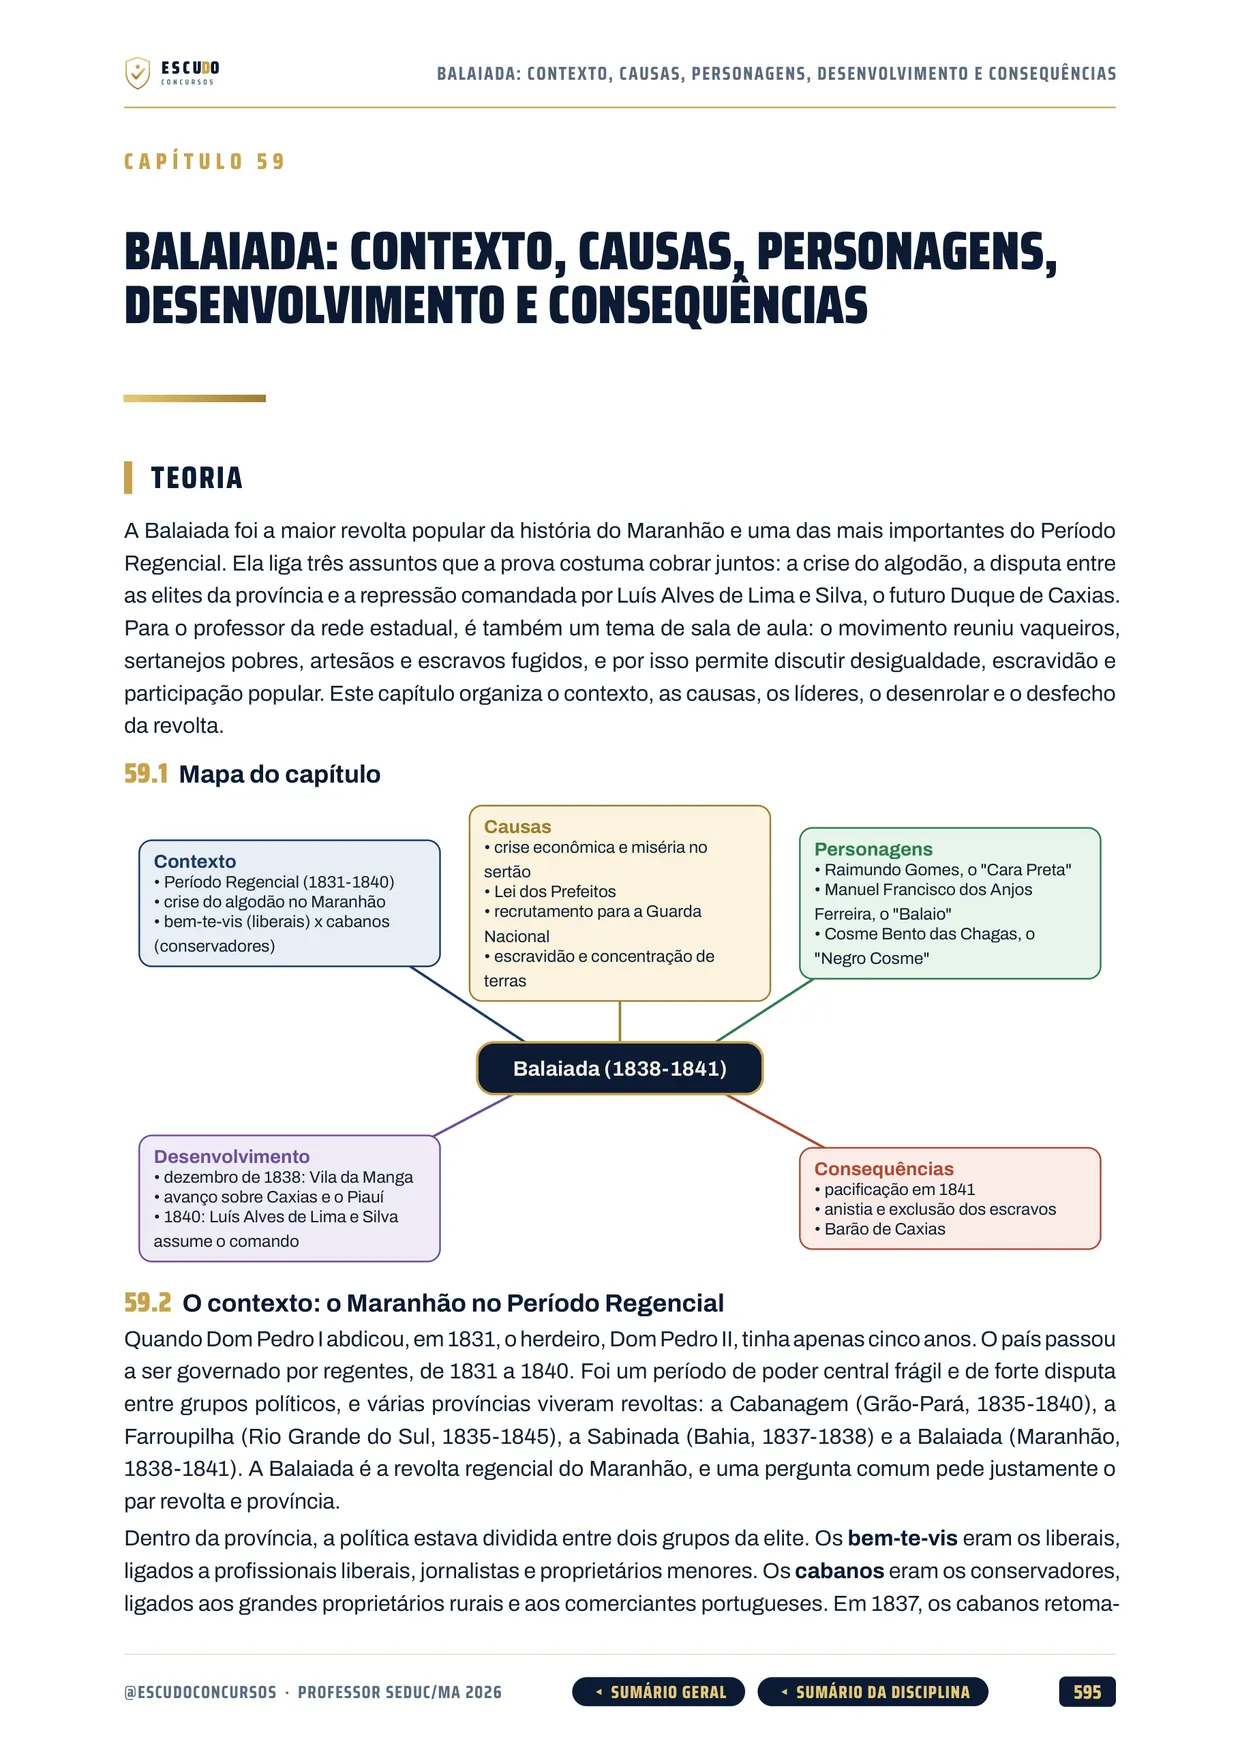 ESCUDO
CONCURSOS
BALAIADA: CONTEXTO, CAUSAS, PERSONAGENS, DESENVOLVIMENTO E CONSEQUÊNCIAS
CAPÍTULO 59
BALAIADA: CONTEXTO, CAUSAS, PERSONAGENS,
DESENVOLVIMENTO E CONSEQUÊNCIAS
TEORIA
A Balaiada foi a maior revolta popular da história do Maranhão e uma das mais importantes do Período
Regencial. Ela liga três assuntos que a prova costuma cobrar juntos: a crise do algodão, a disputa entre
as elites da província e a repressão comandada por Luís Alves de Lima e Silva, o futuro Duque de Caxias.
Para o professor da rede estadual, é também um tema de sala de aula: o movimento reuniu vaqueiros,
sertanejos pobres, artesãos e escravos fugidos, e por isso permite discutir desigualdade, escravidão e
participação popular. Este capítulo organiza o contexto, as causas, os líderes, o desenrolar e o desfecho
da revolta.
59.1 Mapa do capítulo
Contexto
• Período Regencial (1831-1840)
• crise do algodão no Maranhão
• bem-te-vis (liberais) x cabanos
(conservadores)
Causas
• crise econômica e miséria no
sertão
• Lei dos Prefeitos
• recrutamento para a Guarda
Nacional
• escravidão e concentração de
terras
Personagens
• Raimundo Gomes, o "Cara Preta"
• Manuel Francisco dos Anjos
Ferreira, o "Balaio"
• Cosme Bento das Chagas, o
"Negro Cosme"
Balaiada (1838-1841)
Desenvolvimento
• dezembro de 1838: Vila da Manga
• avanço sobre Caxias e o Piauí
• 1840: Luís Alves de Lima e Silva
assume o comando
Consequências
• pacificação em 1841
• anistia e exclusão dos escravos
• Barão de Caxias
59.2 O contexto: o Maranhão no Período Regencial
Quando Dom Pedro I abdicou, em 1831, o herdeiro, Dom Pedro II, tinha apenas cinco anos. O país passou
a ser governado por regentes, de 1831 a 1840. Foi um período de poder central frágil e de forte disputa
entre grupos políticos, e várias províncias viveram revoltas: a Cabanagem (Grão-Pará, 1835-1840), a
Farroupilha (Rio Grande do Sul, 1835-1845), a Sabinada (Bahia, 1837-1838) e a Balaiada (Maranhão,
1838-1841). A Balaiada é a revolta regencial do Maranhão, e uma pergunta comum pede justamente o
par revolta e província.
Dentro da província, a política estava dividida entre dois grupos da elite. Os bem-te-vis eram os liberais,
ligados a profissionais liberais, jornalistas e proprietários menores. Os cabanos eram os conservadores,
ligados aos grandes proprietários rurais e aos comerciantes portugueses. Em 1837, os cabanos retoma-
@ESCUDOCONCURSOS · PROFESSOR SEDUC/MA 2026
◂ SUMÁRIO GERAL
◂ SUMÁRIO DA DISCIPLINA
595